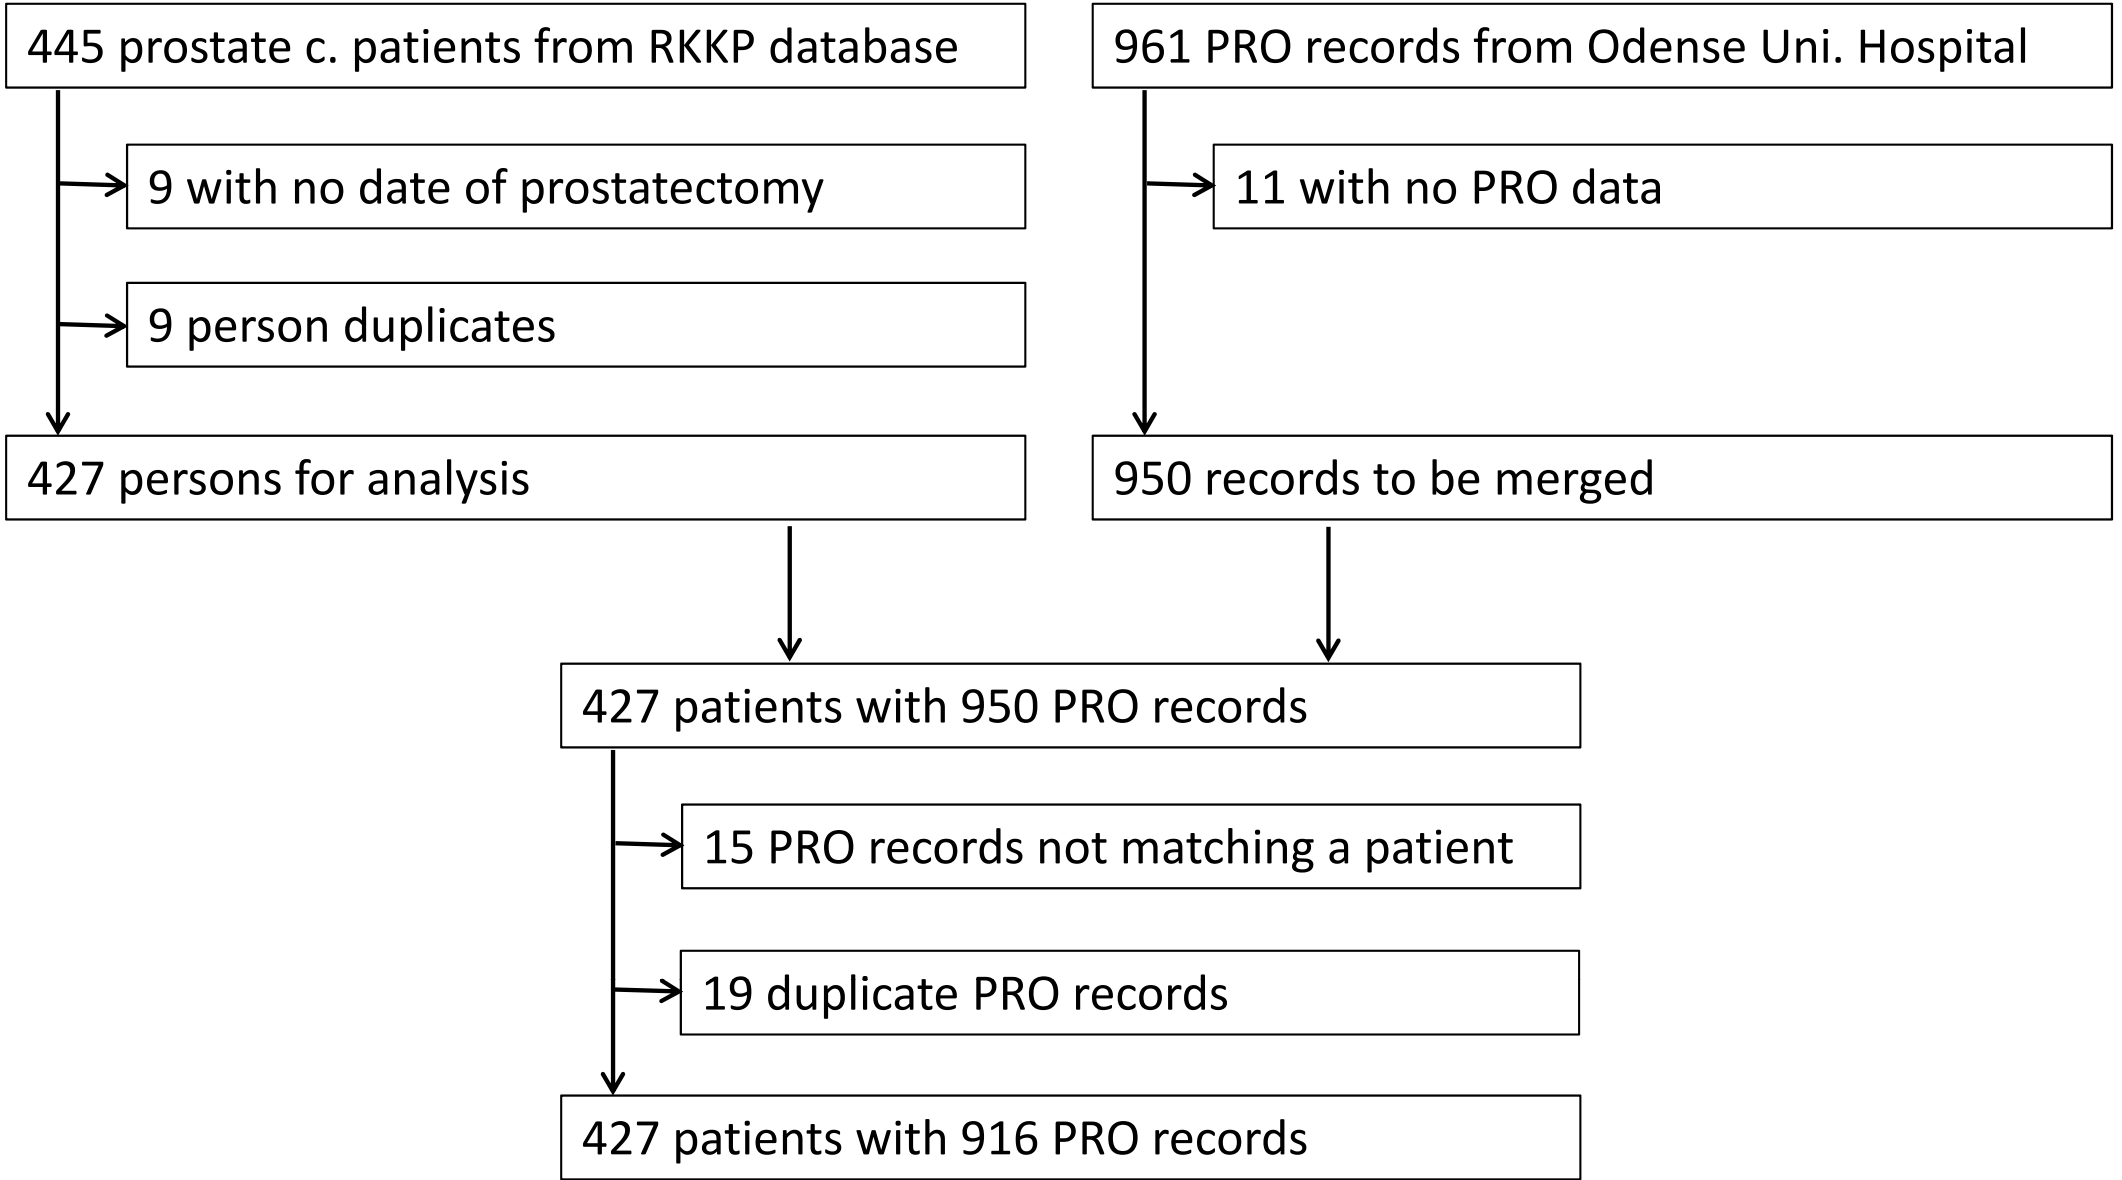 445 prostate c. patients from RKKP database
961 PRO records from Odense Uni. Hospital
9 with no date of prostatectomy
11 with no PRO data
9 person duplicates
427 persons for analysis
950 records to be merged
427 patients with 950 PRO records
15 PRO records not matching a patient
19 duplicate PRO records
427 patients with 916 PRO records